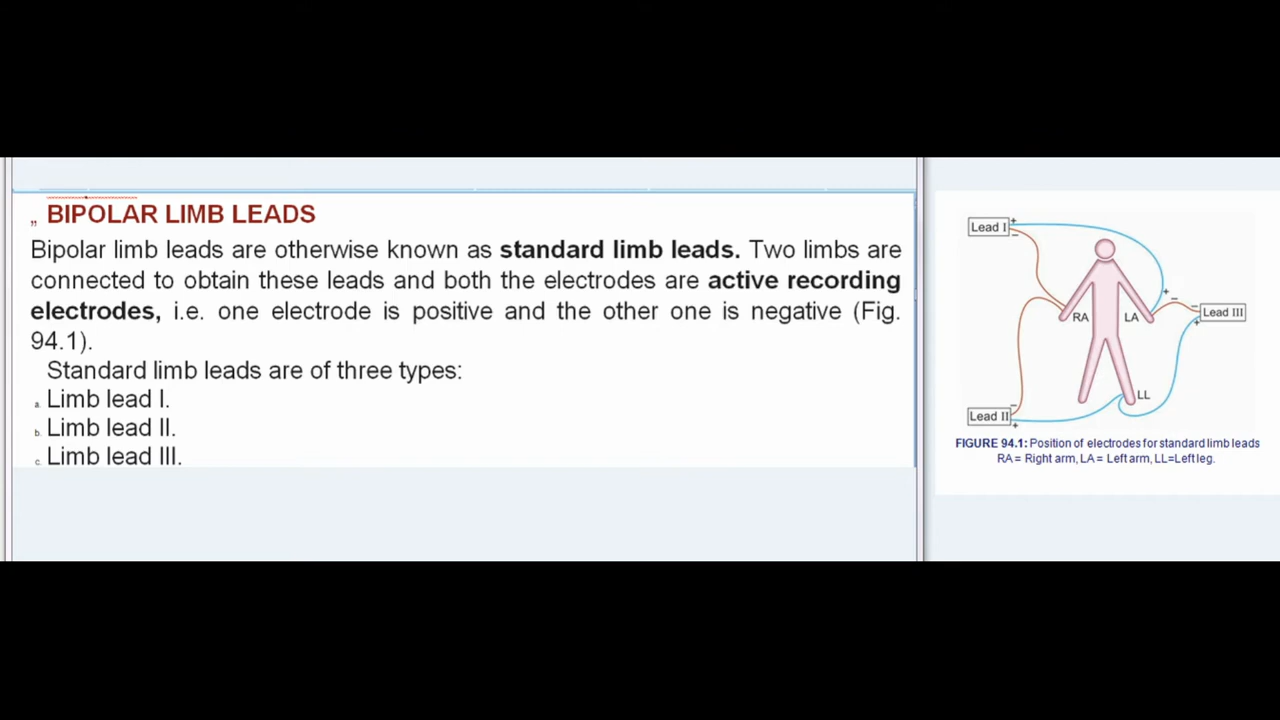 „ BIPOLAR LIMB LEADS
Bipolar limb leads are otherwise known as standard limb leads. Two limbs are
connected to obtain these leads and both the electrodes are active recording
electrodes, i.e. one electrode is positive and the other one is negative (Fig.
94.1).
Standard limb leads are of three types:
a. Limb lead I.
b. Limb lead II.
c. Limb lead III.
Lead I + −
+ −
RA LA
− + Lead III
LL
Lead II − +
FIGURE 94.1: Position of electrodes for standard limb leads
RA = Right arm, LA = Left arm, LL=Left leg.